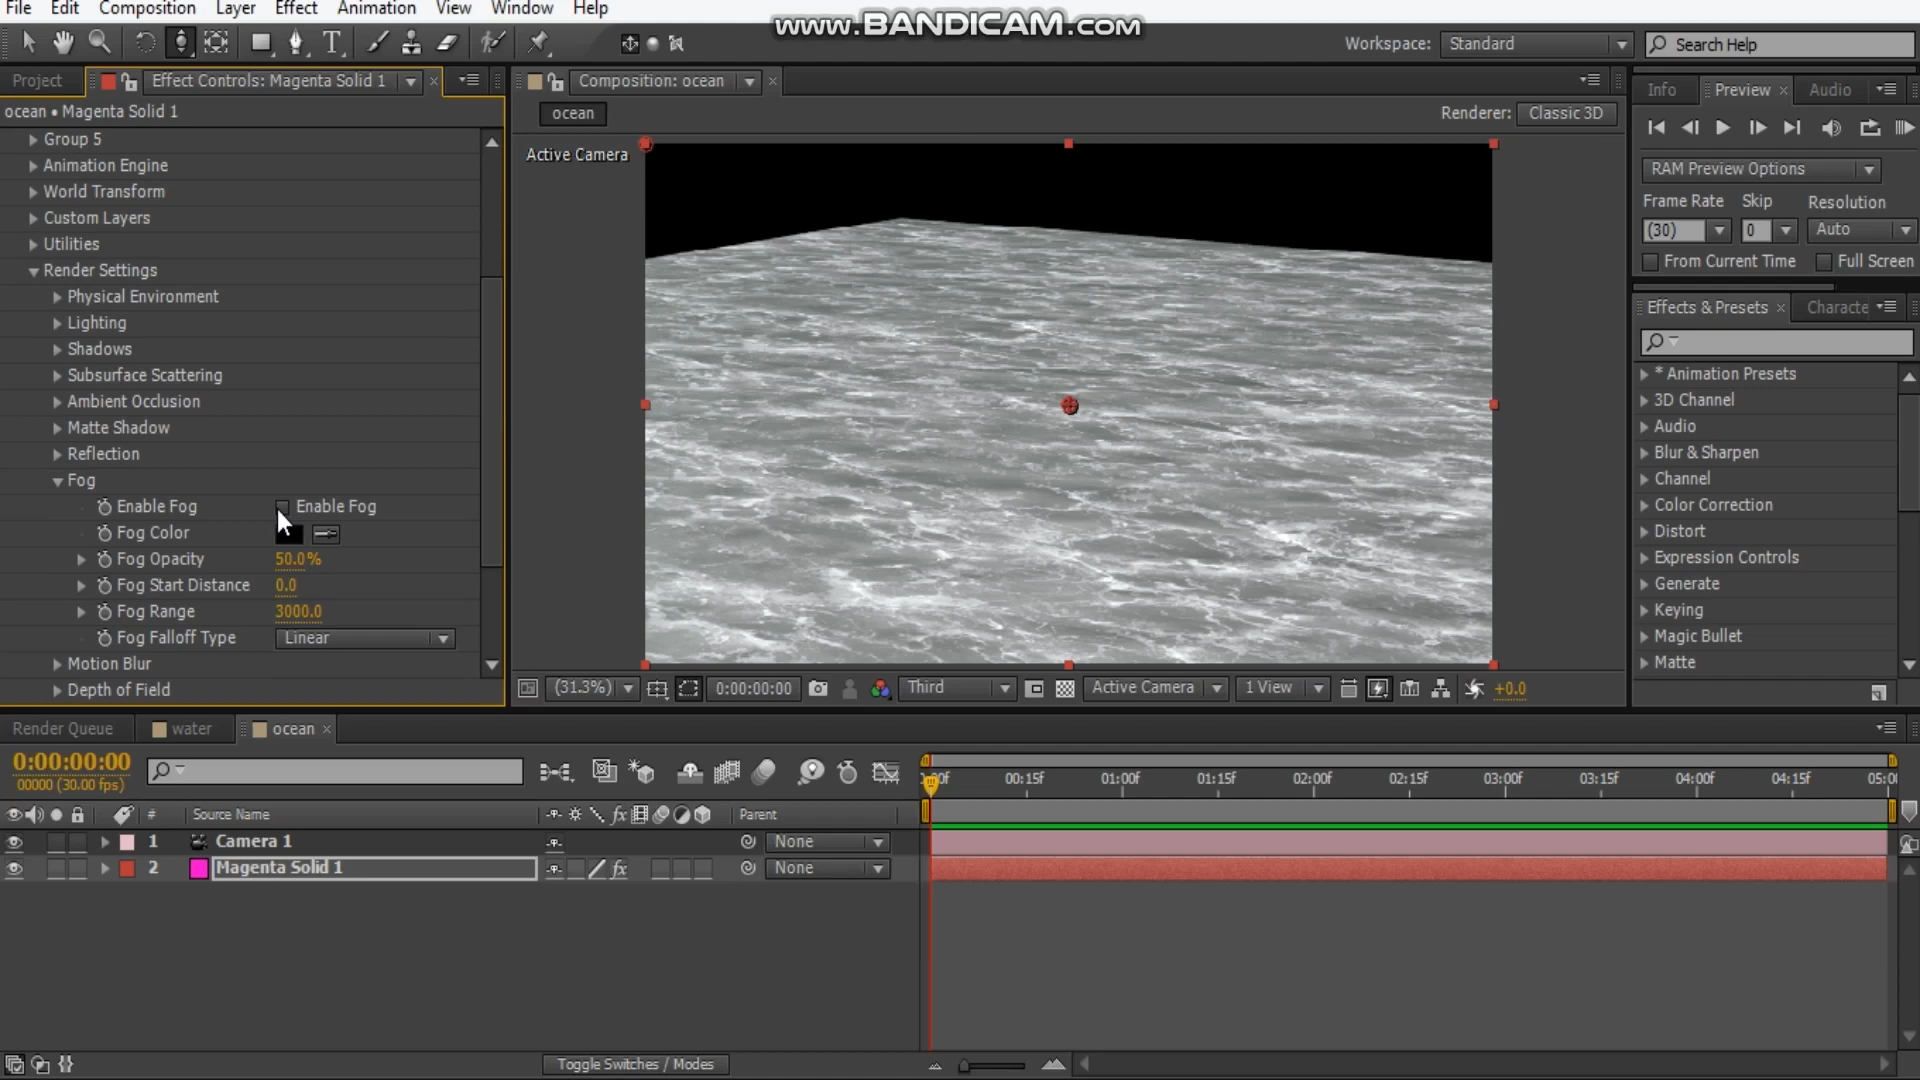 File Edit Composition Layer Effect Animation View Window Help
www.BANDICAM.com
Workspace: Standard
Search Help
Project
Effect Controls: Magenta Solid 1
Composition: ocean
Info
Preview
Audio
ocean • Magenta Solid 1
ocean
Renderer: Classic 3D
Group 5
Animation Engine
World Transform
Custom Layers
Utilities
Render Settings
Physical Environment
Lighting
Shadows
Subsurface Scattering
Ambient Occlusion
Matte Shadow
Reflection
Fog
Enable Fog Enable Fog
Fog Color
Fog Opacity 50.0%
Fog Start Distance 0.0
Fog Range 3000.0
Fog Falloff Type Linear
Motion Blur
Depth of Field
Active Camera
(31.3%) 0:00:00:00 Third Active Camera 1 View +0.0
RAM Preview Options
Frame Rate Skip Resolution
(30) 0 Auto
From Current Time Full Screen
Effects & Presets Characte
* Animation Presets
3D Channel
Audio
Blur & Sharpen
Channel
Color Correction
Distort
Expression Controls
Generate
Keying
Magic Bullet
Matte
Render Queue water ocean
0:00:00:00
00000 (30.00 fps)
00:15f 01:00f 01:15f 02:00f 02:15f 03:00f 03:15f 04:00f 04:15f
# Source Name Parent
1 Camera 1 None
2 Magenta Solid 1 fx None
Toggle Switches / Modes